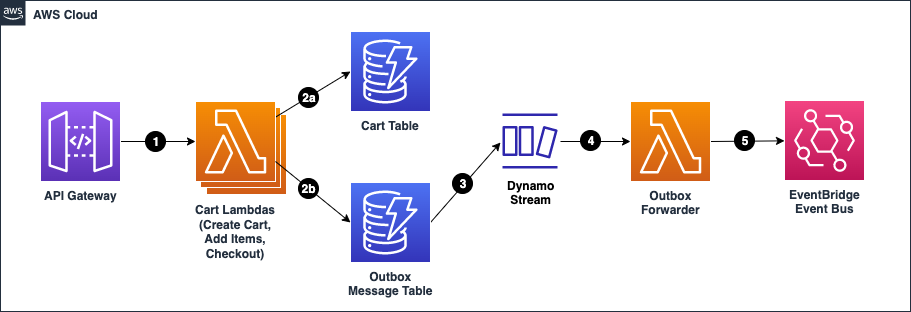 aws
AWS Cloud
1
API Gateway
Cart Lambdas
(Create Cart,
Add Items,
Checkout)
2a
Cart Table
2b
Outbox
Message Table
3
Dynamo
Stream
4
Outbox
Forwarder
5
EventBridge
Event Bus